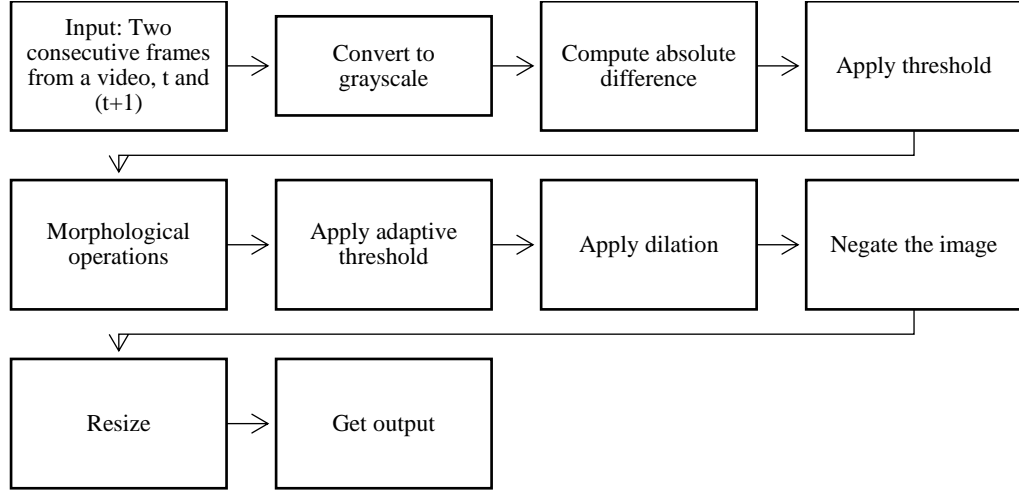 Input: Two
consecutive frames
from a video, t and
(t+1)
Convert to
grayscale
Compute absolute
difference
Apply threshold
Morphological
operations
Apply adaptive
threshold
Apply dilation
Negate the image
Resize
Get output